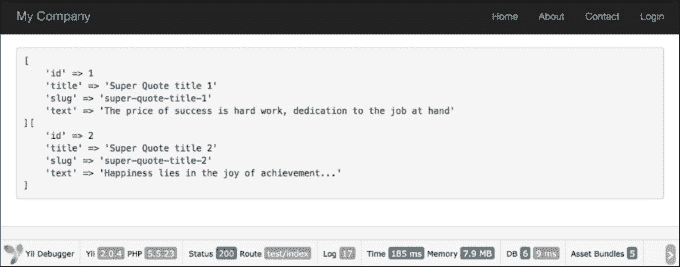 My Company Home About Contact Login
[
'id' => 1
'title' => 'Super Quote title 1'
'slug' => 'super-quote-title-1'
'text' => 'The price of success is hard work, dedication to the job at hand'
][
'id' => 2
'title' => 'Super Quote title 2'
'slug' => 'super-quote-title-2'
'text' => 'Happiness lies in the joy of achievement...'
]
Yii Debugger Yii 2.0.4 PHP 5.5.23 Status 200 Route test/index Log 17 Time 185 ms Memory 7.9 MB DB 6 9 ms Asset Bundles 5